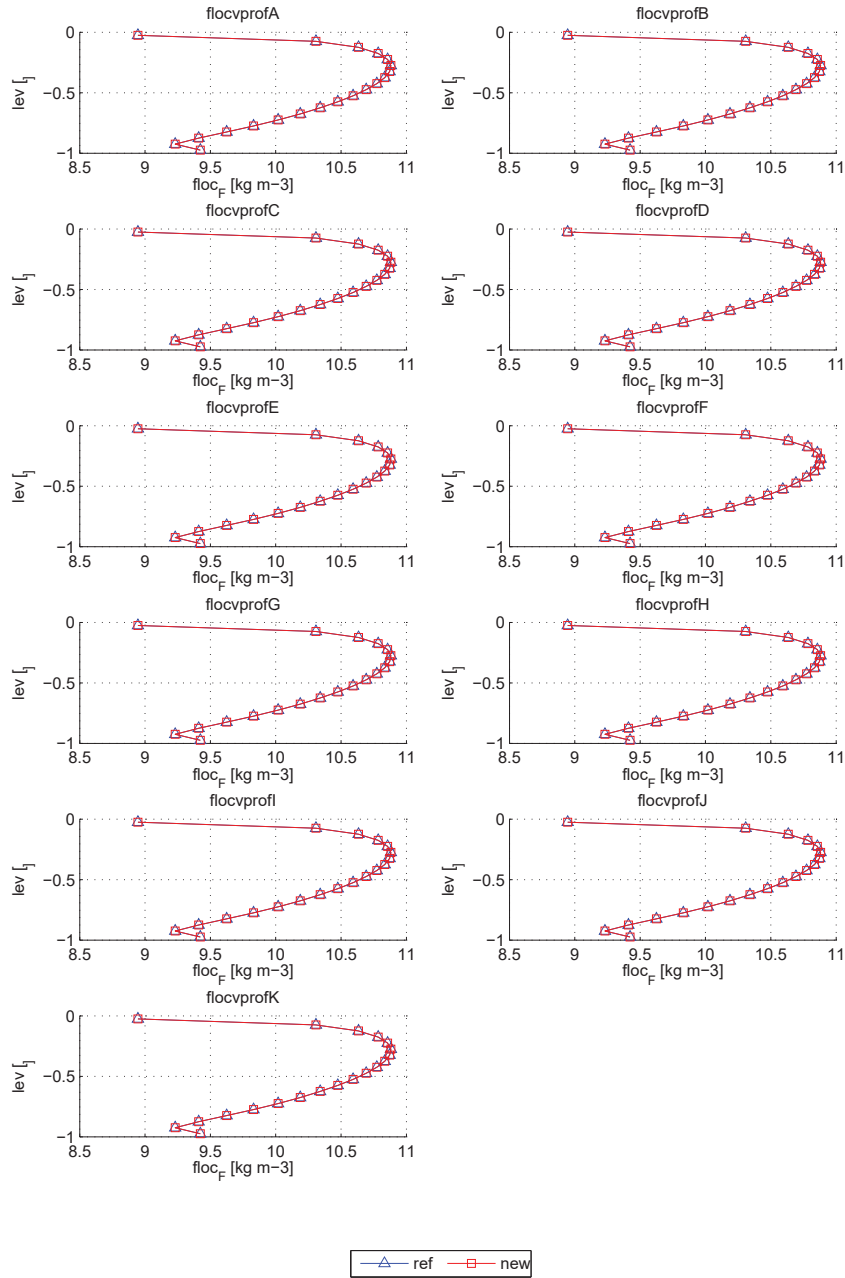 flocvprofA flocvprofB
0 0
−0.5 −0.5
−1 −1
lev [_] lev [_]
8.5 9 9.5 10 10.5 11 8.5 9 9.5 10 10.5 11
floc_F [kg m−3] floc_F [kg m−3]
flocvprofC flocvprofD
0 0
−0.5 −0.5
−1 −1
lev [_] lev [_]
8.5 9 9.5 10 10.5 11 8.5 9 9.5 10 10.5 11
floc_F [kg m−3] floc_F [kg m−3]
flocvprofE flocvprofF
0 0
−0.5 −0.5
−1 −1
lev [_] lev [_]
8.5 9 9.5 10 10.5 11 8.5 9 9.5 10 10.5 11
floc_F [kg m−3] floc_F [kg m−3]
flocvprofG flocvprofH
0 0
−0.5 −0.5
−1 −1
lev [_] lev [_]
8.5 9 9.5 10 10.5 11 8.5 9 9.5 10 10.5 11
floc_F [kg m−3] floc_F [kg m−3]
flocvprofI flocvprofJ
0 0
−0.5 −0.5
−1 −1
lev [_] lev [_]
8.5 9 9.5 10 10.5 11 8.5 9 9.5 10 10.5 11
floc_F [kg m−3] floc_F [kg m−3]
flocvprofK
0
−0.5
−1
lev [_]
8.5 9 9.5 10 10.5 11
floc_F [kg m−3]
ref new